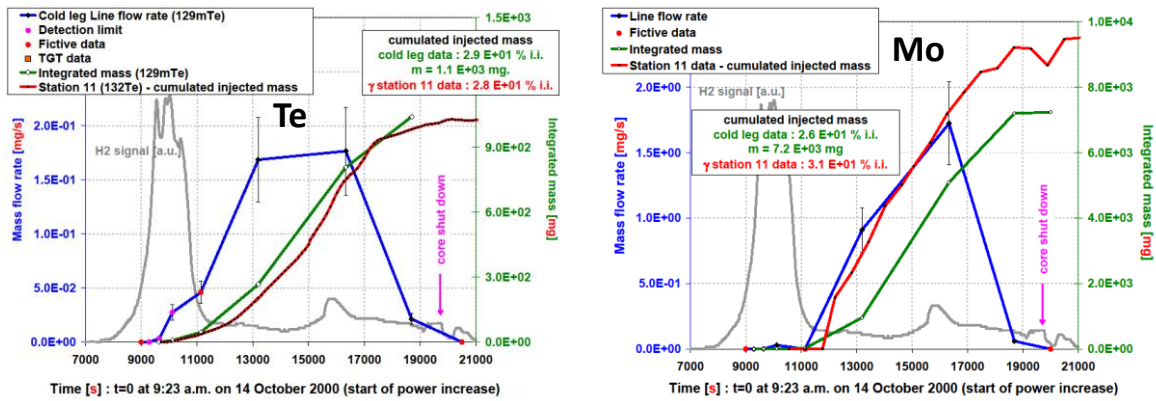 Cold leg Line flow rate (129mTe)
Detection limit
Fictive data
TGT data
Integrated mass (129mTe)
Station 11 (132Te) - cumulated injected mass
H2 signal [a.u.]
Te
cumulated injected mass
cold leg data : 2.9 E+01 % i.i.
m = 1.1 E+03 mg.
γ station 11 data : 2.8 E+01 % i.i.
core shut down
Mass flow rate [mg/s]
2.0E-01
1.5E-01
1.0E-01
5.0E-02
0.0E+00
Integrated mass [mg]
1.5E+03
9.0E+02
6.0E+02
3.0E+02
0.0E+00
7000 9000 11000 13000 15000 17000 19000 21000
Time [s] : t=0 at 9:23 a.m. on 14 October 2000 (start of power increase)
Line flow rate
Fictive data
Integrated mass
Station 11 data - cumulated injected mass
H2 signal [a.u.]
Mo
cumulated injected mass
cold leg data : 2.6 E+01 % i.i.
m = 7.2 E+03 mg
γ station 11 data : 3.1 E+01 % i.i.
core shut down
Mass flow rate [mg/s]
2.0E+00
1.5E+00
1.0E+00
5.0E-01
0.0E+00
Integrated mass [mg]
1.0E+04
8.0E+03
6.0E+03
4.0E+03
2.0E+03
0.0E+00
7000 9000 11000 13000 15000 17000 19000 21000
Time [s] : t=0 at 9:23 a.m. on 14 October 2000 (start of power increase)